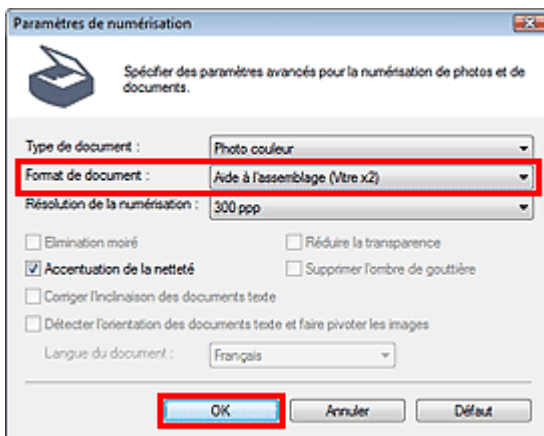 Paramètres de numérisation
Spécifier des paramètres avancés pour la numérisation de photos et de
documents.
Type de document : Photo couleur
Format de document : Aide à l'assemblage (Vitre x2)
Résolution de la numérisation : 300 ppp
Elimination moiré Réduire la transparence
Accentuation de la netteté Supprimer l'ombre de gouttière
Corriger l'inclinaison des documents texte
Détecter l'orientation des documents texte et faire pivoter les images
Langue du document : Français
OK Annuler Défaut